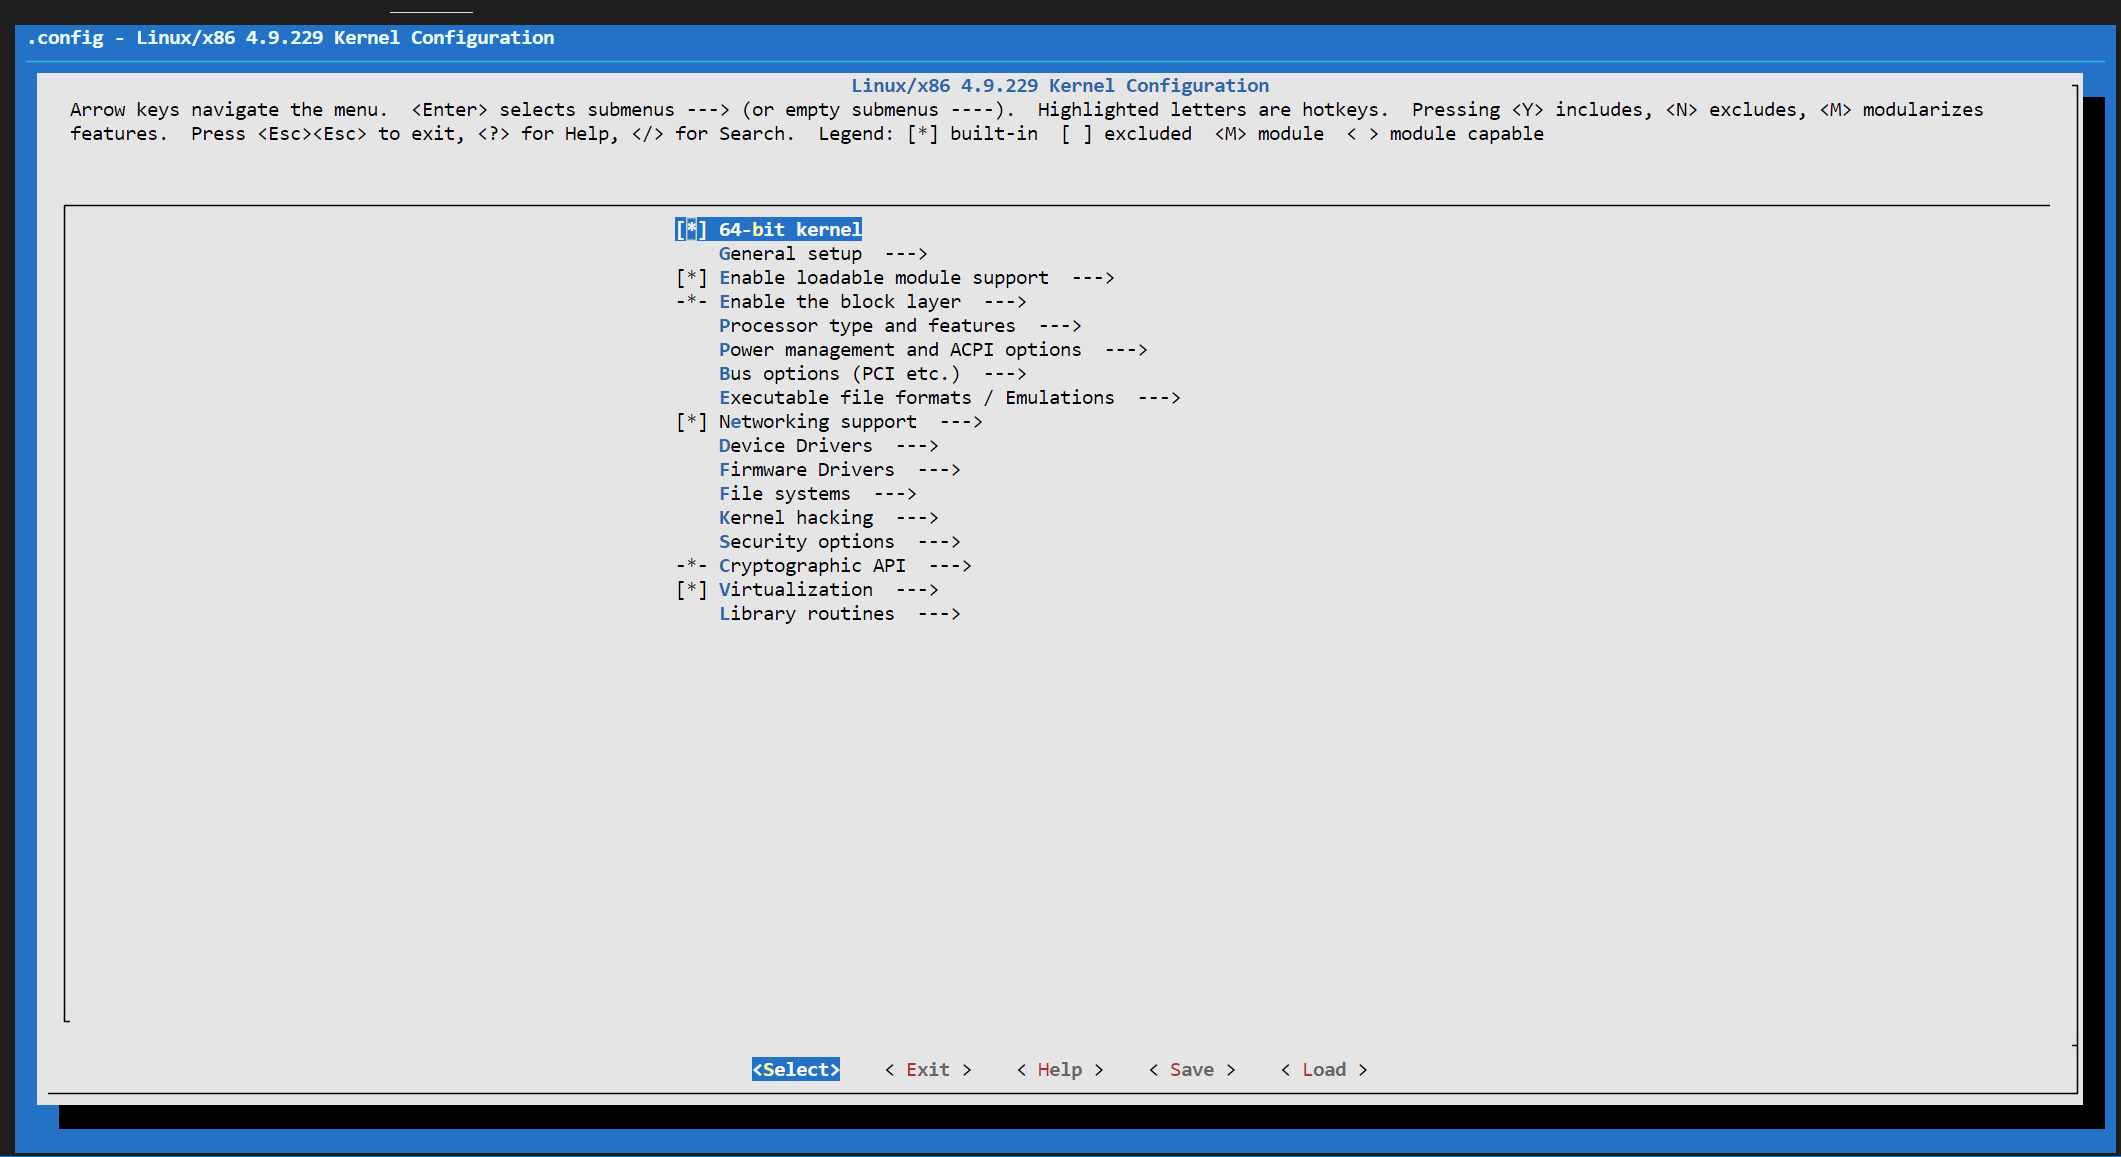 .config - Linux/x86 4.9.229 Kernel Configuration
Linux/x86 4.9.229 Kernel Configuration
Arrow keys navigate the menu.  <Enter> selects submenus ---> (or empty submenus ----).  Highlighted letters are hotkeys.  Pressing <Y> includes, <N> excludes, <M> modularizes
features.  Press <Esc><Esc> to exit, <?> for Help, </> for Search.  Legend: [*] built-in  [ ] excluded  <M> module  < > module capable
[*] 64-bit kernel
General setup  --->
[*] Enable loadable module support  --->
-*- Enable the block layer  --->
Processor type and features  --->
Power management and ACPI options  --->
Bus options (PCI etc.)  --->
Executable file formats / Emulations  --->
[*] Networking support  --->
Device Drivers  --->
Firmware Drivers  --->
File systems  --->
Kernel hacking  --->
Security options  --->
-*- Cryptographic API  --->
[*] Virtualization  --->
Library routines  --->
<Select>    < Exit >    < Help >    < Save >    < Load >